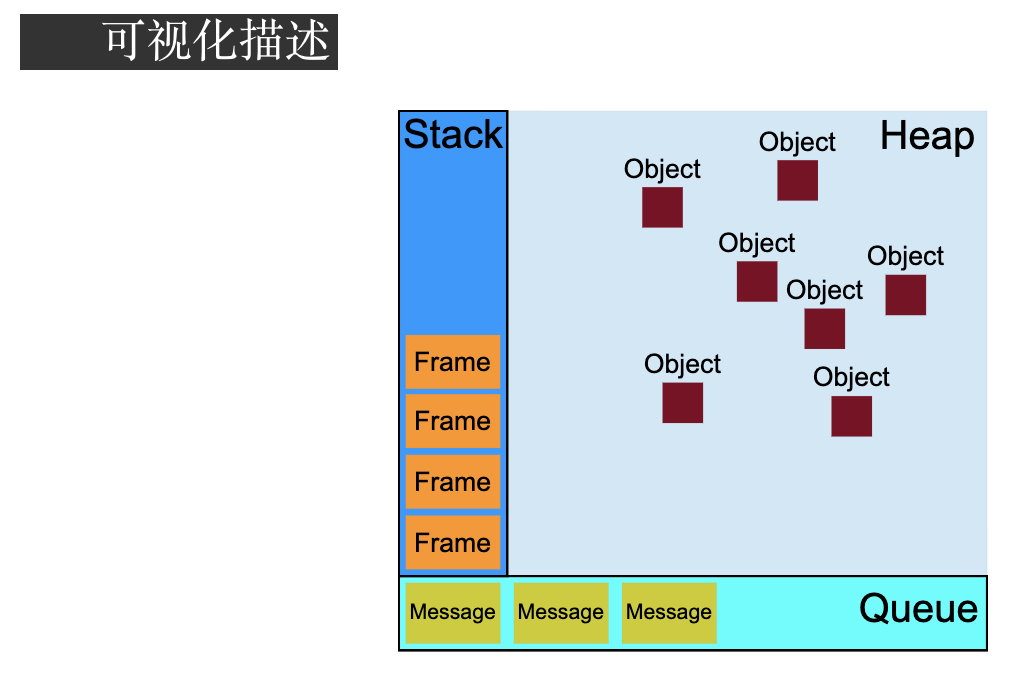 可视化描述
Stack
Heap
Object
Object
Object
Object
Object
Object
Object
Frame
Frame
Frame
Frame
Message Message Message
Queue